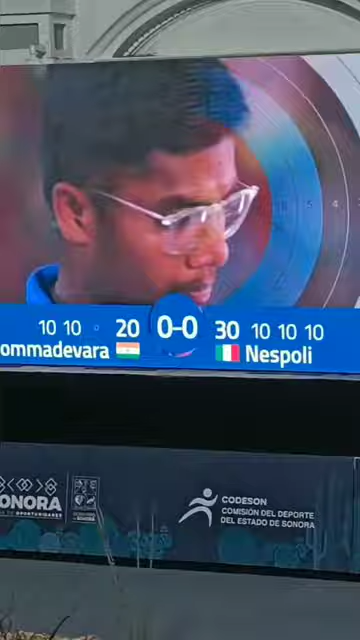 10 10 20 0-0 30 10 10 10
ommadevara Nespoli
SONORA
CODESON
COMISIÓN DEL DEPORTE
DEL ESTADO DE SONORA